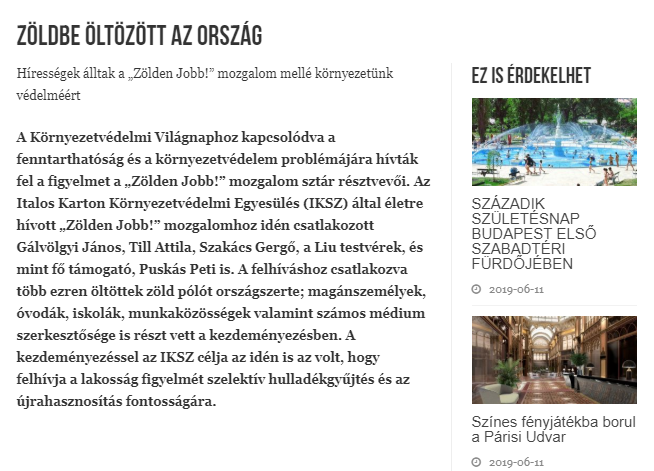 ZÖLDBE ÖLTÖZÖTT AZ ORSZÁG
Hírességek álltak a „Zölden Jobb!” mozgalom mellé környezetünk
védelméért
A Környezetvédelmi Világnaphoz kapcsolódva a
fenntarthatóság és a környezetvédelem problémájára hívták
fel a figyelmet a „Zölden Jobb!” mozgalom sztár résztvevői. Az
Italos Karton Környezetvédelmi Egyesülés (IKSZ) által életre
hívott „Zölden Jobb!” mozgalomhoz idén csatlakozott
Gálvölgyi János, Till Attila, Szakács Gergő, a Liu testvérek, és
mint fő támogató, Puskás Peti is. A felhíváshoz csatlakozva
több ezren öltöttek zöld pólót országszerte; magánszemélyek,
óvodák, iskolák, munkaközösségek valamint számos médium
szerkesztősége is részt vett a kezdeményezésben. A
kezdeményezéssel az IKSZ célja az idén is az volt, hogy
felhívja a lakosság figyelmét szelektív hulladékgyűjtés és az
újrahasznosítás fontosságára.
EZ IS ÉRDEKELHET
SZÁZADIK
SZÜLETÉSNAP
BUDAPEST ELSŐ
SZABADTÉRI
FÜRDŐJÉBEN
2019-06-11
Színes fényjátékba borul
a Párisi Udvar
2019-06-11